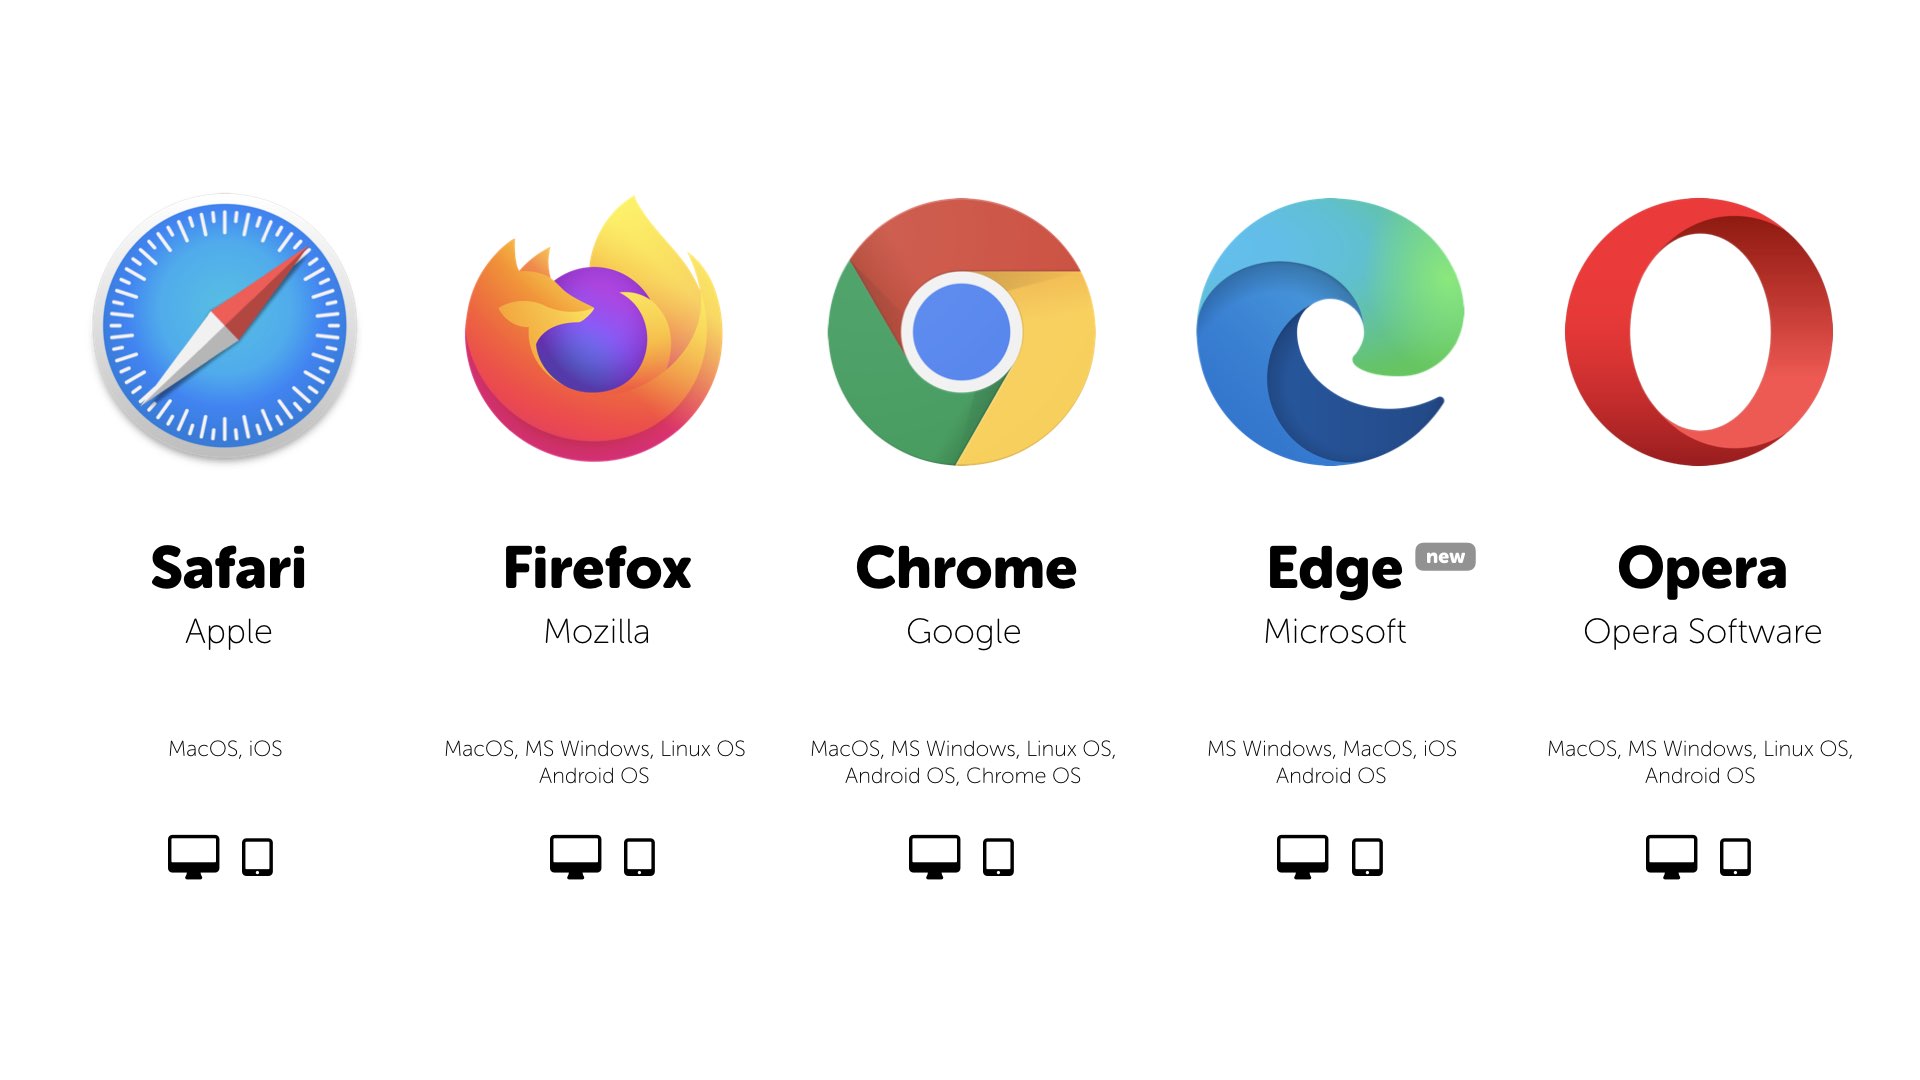 Safari
Apple
MacOS, iOS
Firefox
Mozilla
MacOS, MS Windows, Linux OS
Android OS
Chrome
Google
MacOS, MS Windows, Linux OS,
Android OS, Chrome OS
Edge new
Microsoft
MS Windows, MacOS, iOS
Android OS
Opera
Opera Software
MacOS, MS Windows, Linux OS,
Android OS